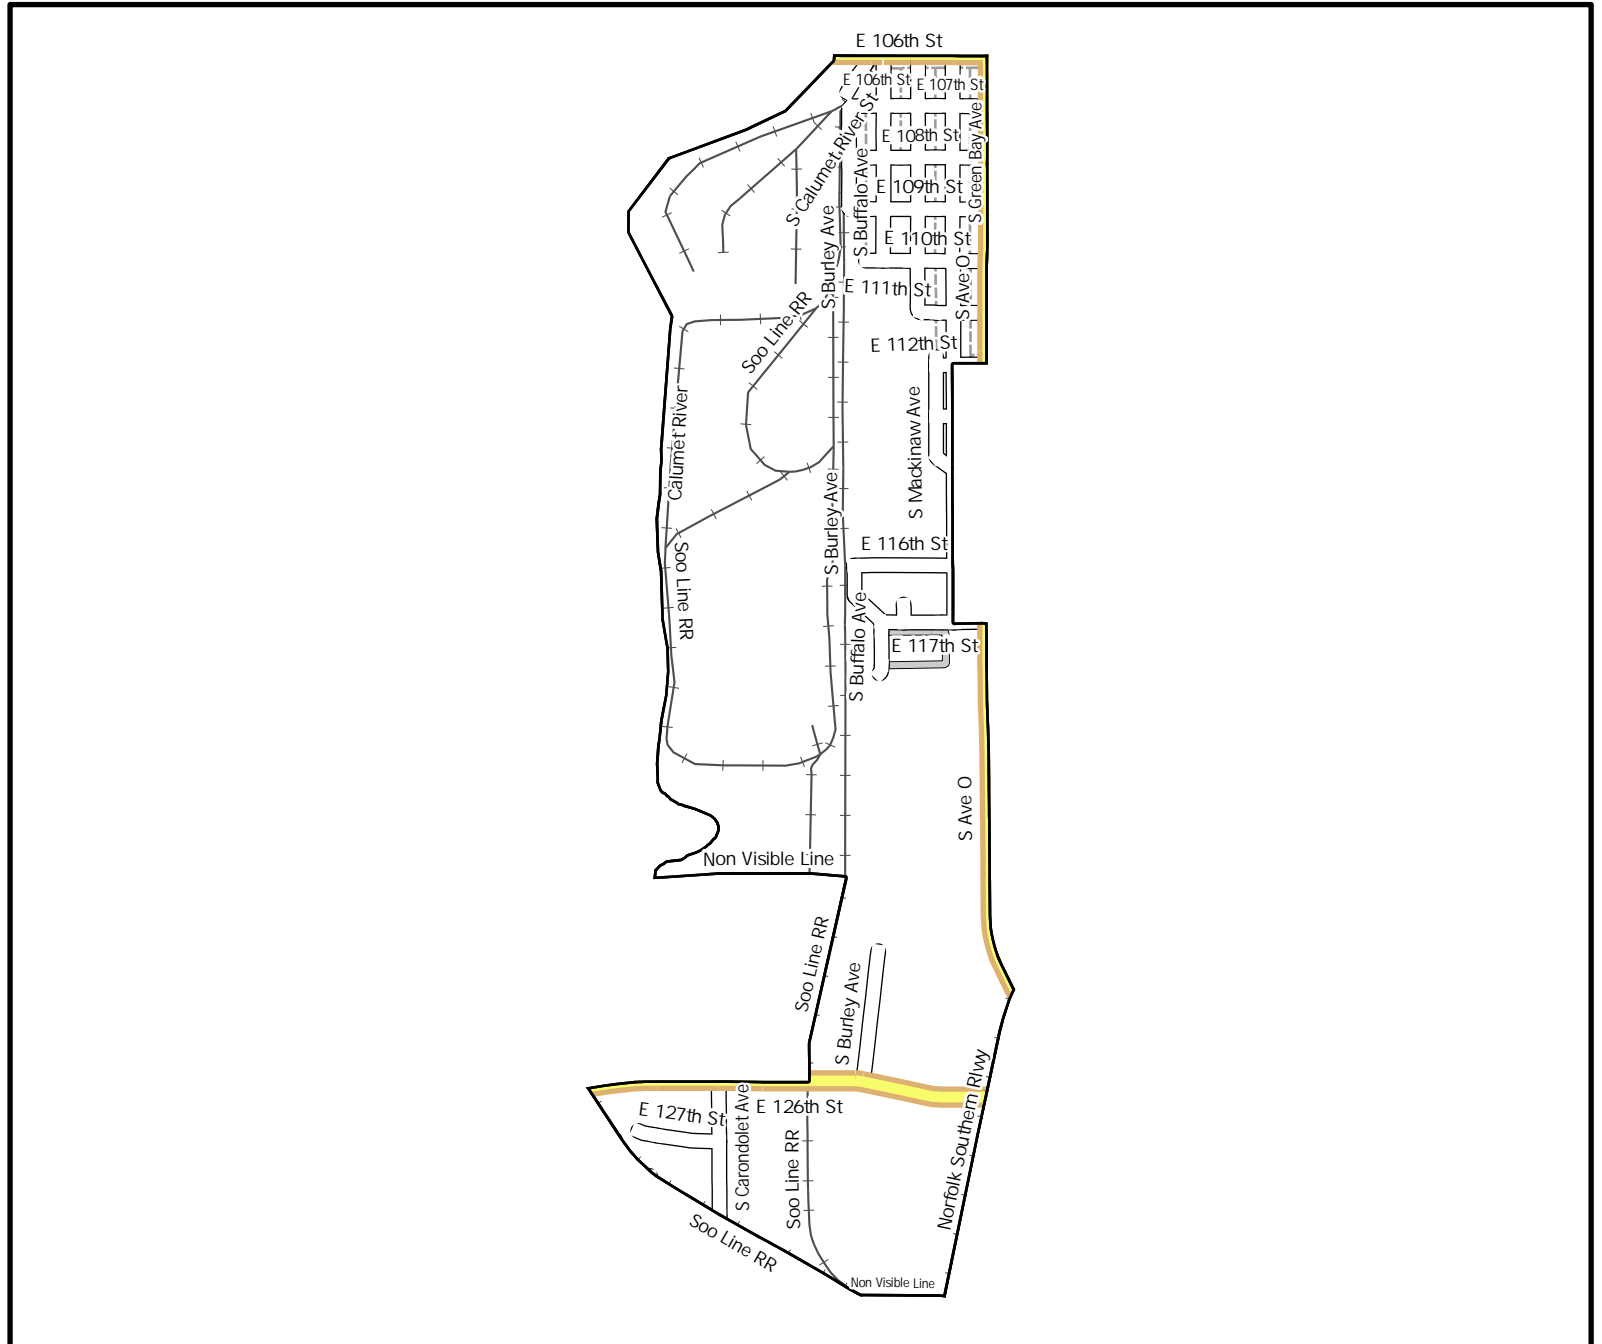 E 106th St
E 106th St
E 107th St
S Calumet River St
E 108th St
S Green Bay Ave
S Buffalo Ave
E 109th St
S Burley Ave
E 110th St
S Ave O
E 111th St
Soo Line RR
E 112th St
Calumet River
S Mackinaw Ave
S Burley Ave
E 116th St
Soo Line RR
S Buffalo Ave
E 117th St
S Ave O
Non Visible Line
Soo Line RR
S Burley Ave
Norfolk Southern Rlwy
E 127th St
S Carondolet Ave
E 126th St
Soo Line RR
Soo Line RR
Non Visible Line